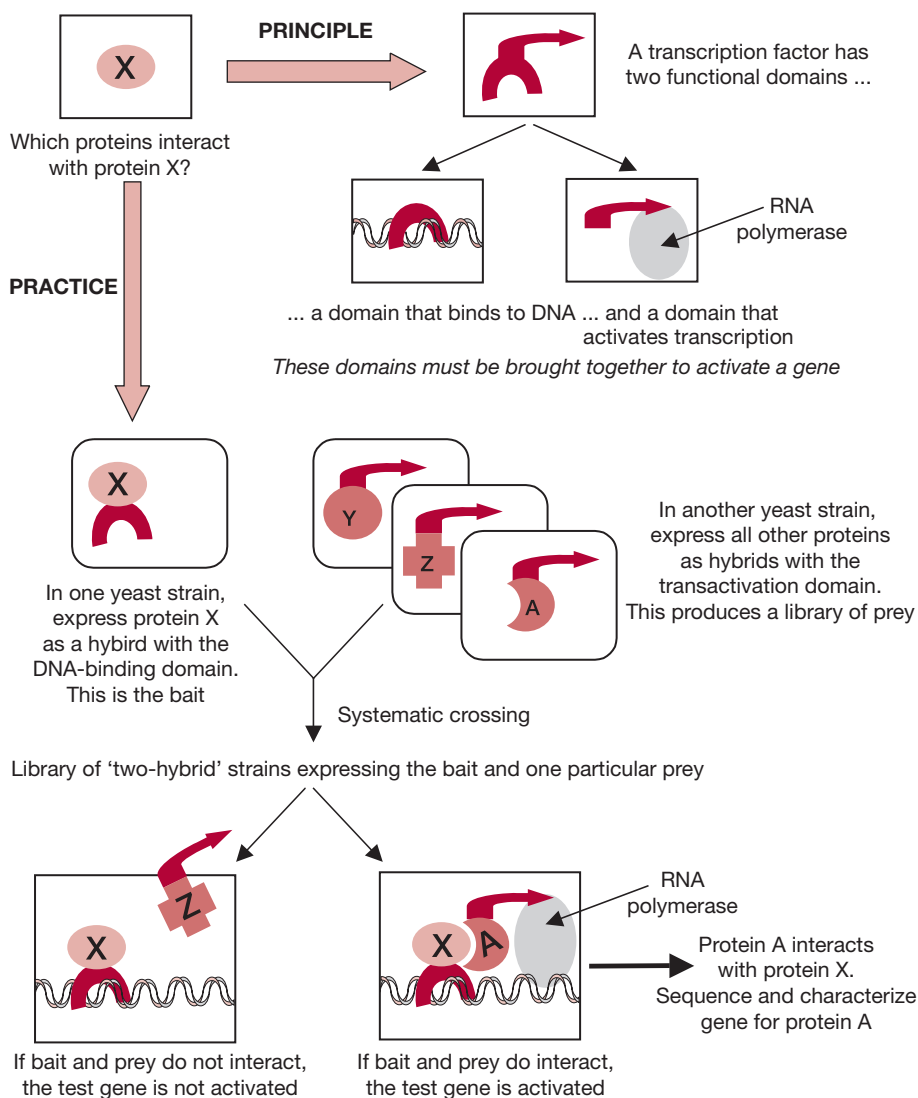 PRINCIPLE
X
A transcription factor has
two functional domains ...
Which proteins interact
with protein X?
RNA
polymerase
PRACTICE
... a domain that binds to DNA
... and a domain that
activates transcription
These domains must be brought together to activate a gene
X
Y
Z
A
In another yeast strain,
express all other proteins
as hybrids with the
transactivation domain.
This produces a library of prey
In one yeast strain,
express protein X
as a hybird with the
DNA-binding domain.
This is the bait
Systematic crossing
Library of ‘two-hybrid’ strains expressing the bait and one particular prey
Z
X
X
A
RNA
polymerase
Protein A interacts
with protein X.
Sequence and characterize
gene for protein A
If bait and prey do not interact,
the test gene is not activated
If bait and prey do interact,
the test gene is activated